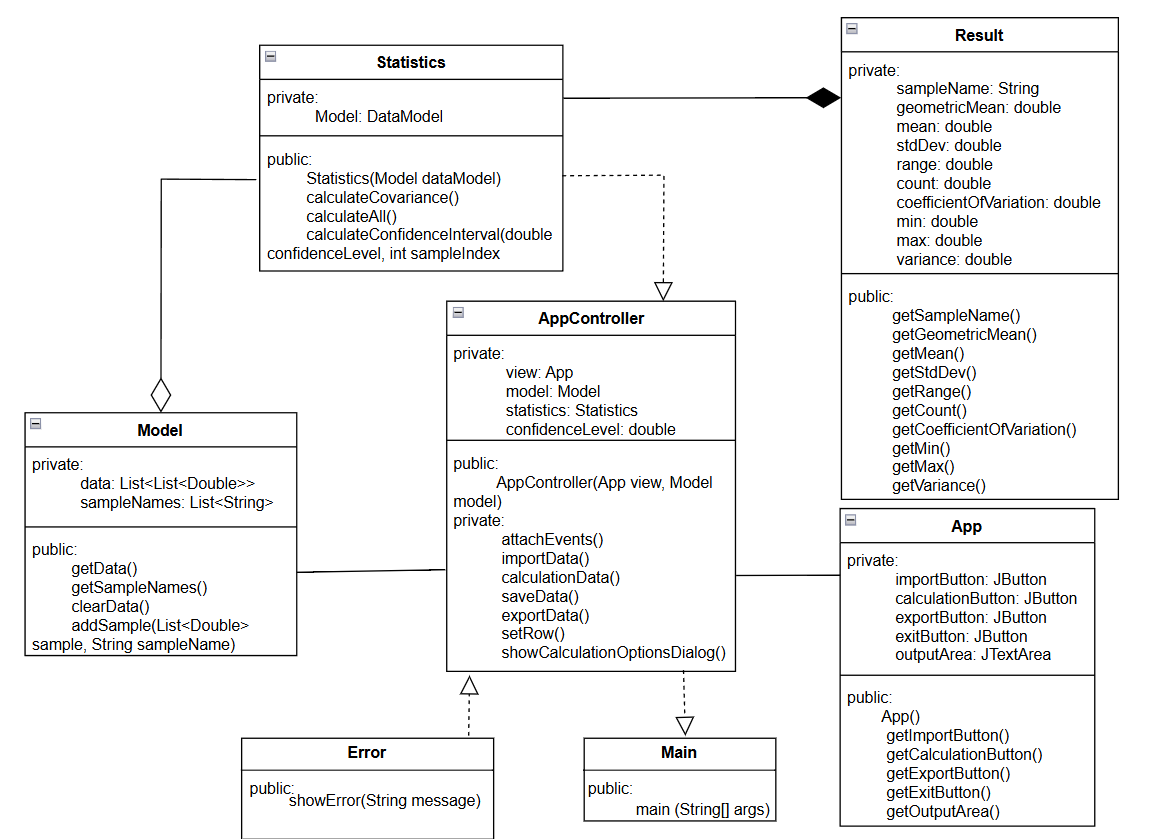 Statistics
private:
Model: DataModel
public:
Statistics(Model dataModel)
calculateCovariance()
calculateAll()
calculateConfidenceInterval(double
confidenceLevel, int sampleIndex
Result
private:
sampleName: String
geometricMean: double
mean: double
stdDev: double
range: double
count: double
coefficientOfVariation: double
min: double
max: double
variance: double
public:
getSampleName()
getGeometricMean()
getMean()
getStdDev()
getRange()
getCount()
getCoefficientOfVariation()
getMin()
getMax()
getVariance()
AppController
private:
view: App
model: Model
statistics: Statistics
confidenceLevel: double
public:
AppController(App view, Model
model)
private:
attachEvents()
importData()
calculationData()
saveData()
exportData()
setRow()
showCalculationOptionsDialog()
Model
private:
data: List<List<Double>>
sampleNames: List<String>
public:
getData()
getSampleNames()
clearData()
addSample(List<Double>
sample, String sampleName)
App
private:
importButton: JButton
calculationButton: JButton
exportButton: JButton
exitButton: JButton
outputArea: JTextArea
public:
App()
getImportButton()
getCalculationButton()
getExportButton()
getExitButton()
getOutputArea()
Error
public:
showError(String message)
Main
public:
main (String[] args)